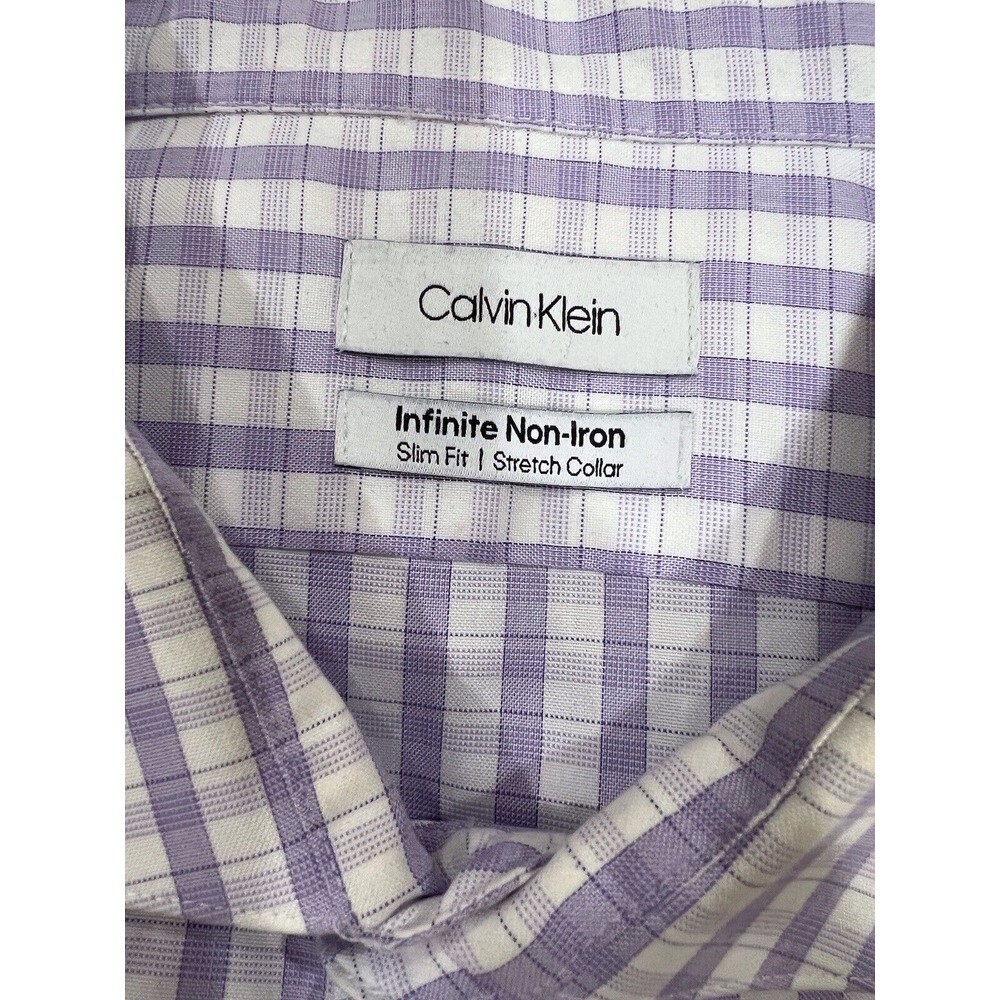 Calvin Klein
Infinite Non-Iron
Slim Fit | Stretch Collar